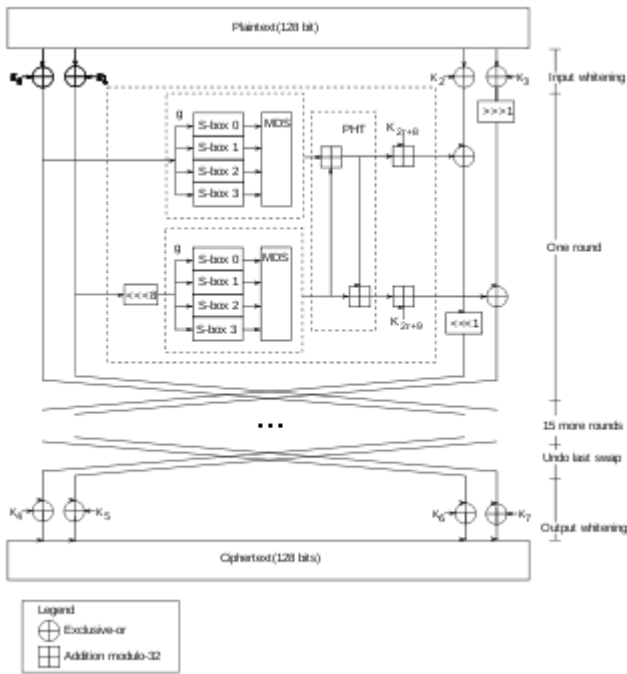 Plaintext(128 bit)
K2
K3
Input whitening
>>>1
g
S-box 0
S-box 1
S-box 2
S-box 3
MDS
PHT
K2r+8
One round
g
S-box 0
S-box 1
S-box 2
S-box 3
MDS
<<<8
K2r+9
<<<1
...
15 more rounds
Undo last swap
K4
K5
K6
K7
Output whitening
Ciphertext(128 bits)
Legend
Exclusive-or
Addition modulo-32